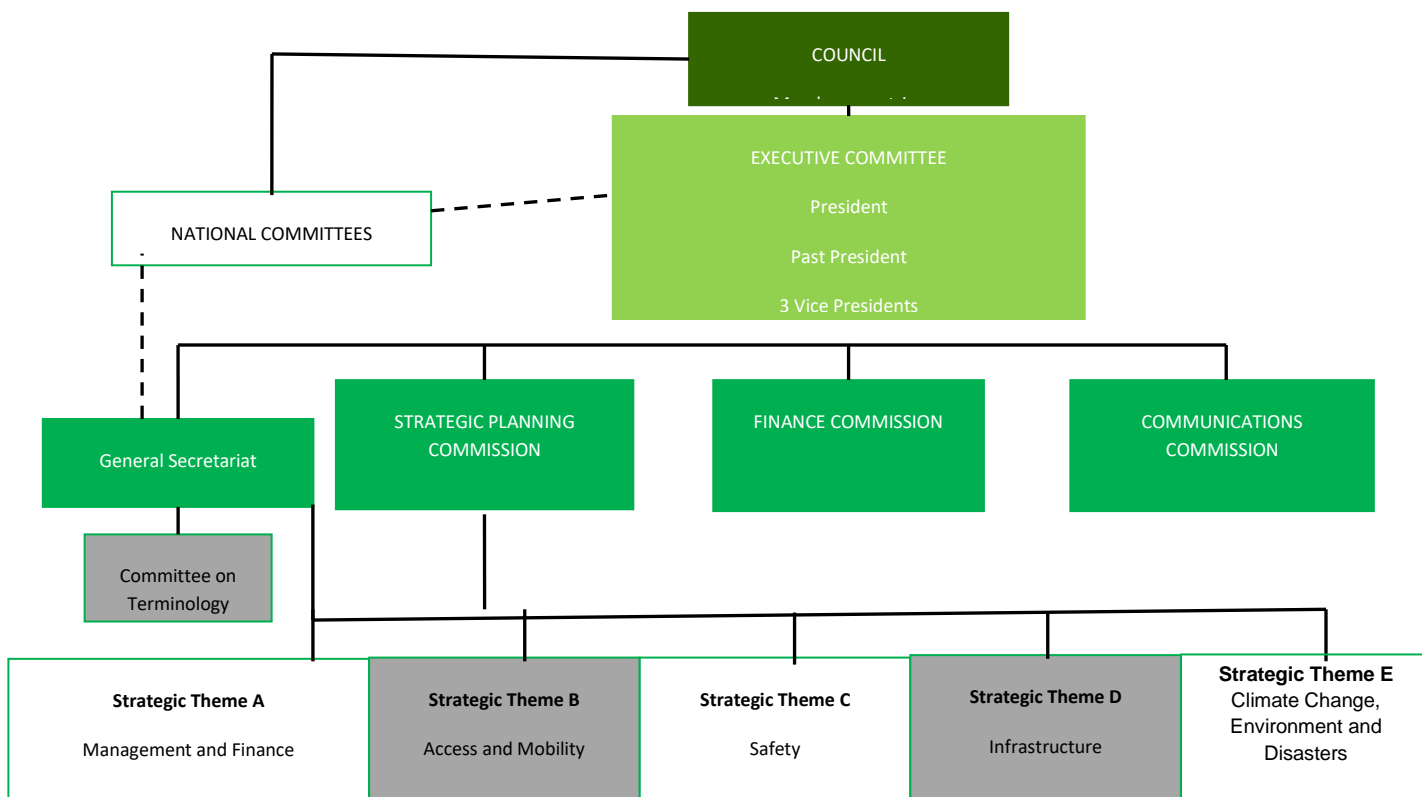 COUNCIL
EXECUTIVE COMMITTEE
President
Past President
3 Vice Presidents
NATIONAL COMMITTEES
General Secretariat
STRATEGIC PLANNING
COMMISSION
FINANCE COMMISSION
COMMUNICATIONS
COMMISSION
Committee on
Terminology
Strategic Theme A
Management and Finance
Strategic Theme B
Access and Mobility
Strategic Theme C
Safety
Strategic Theme D
Infrastructure
Strategic Theme E
Climate Change,
Environment and
Disasters